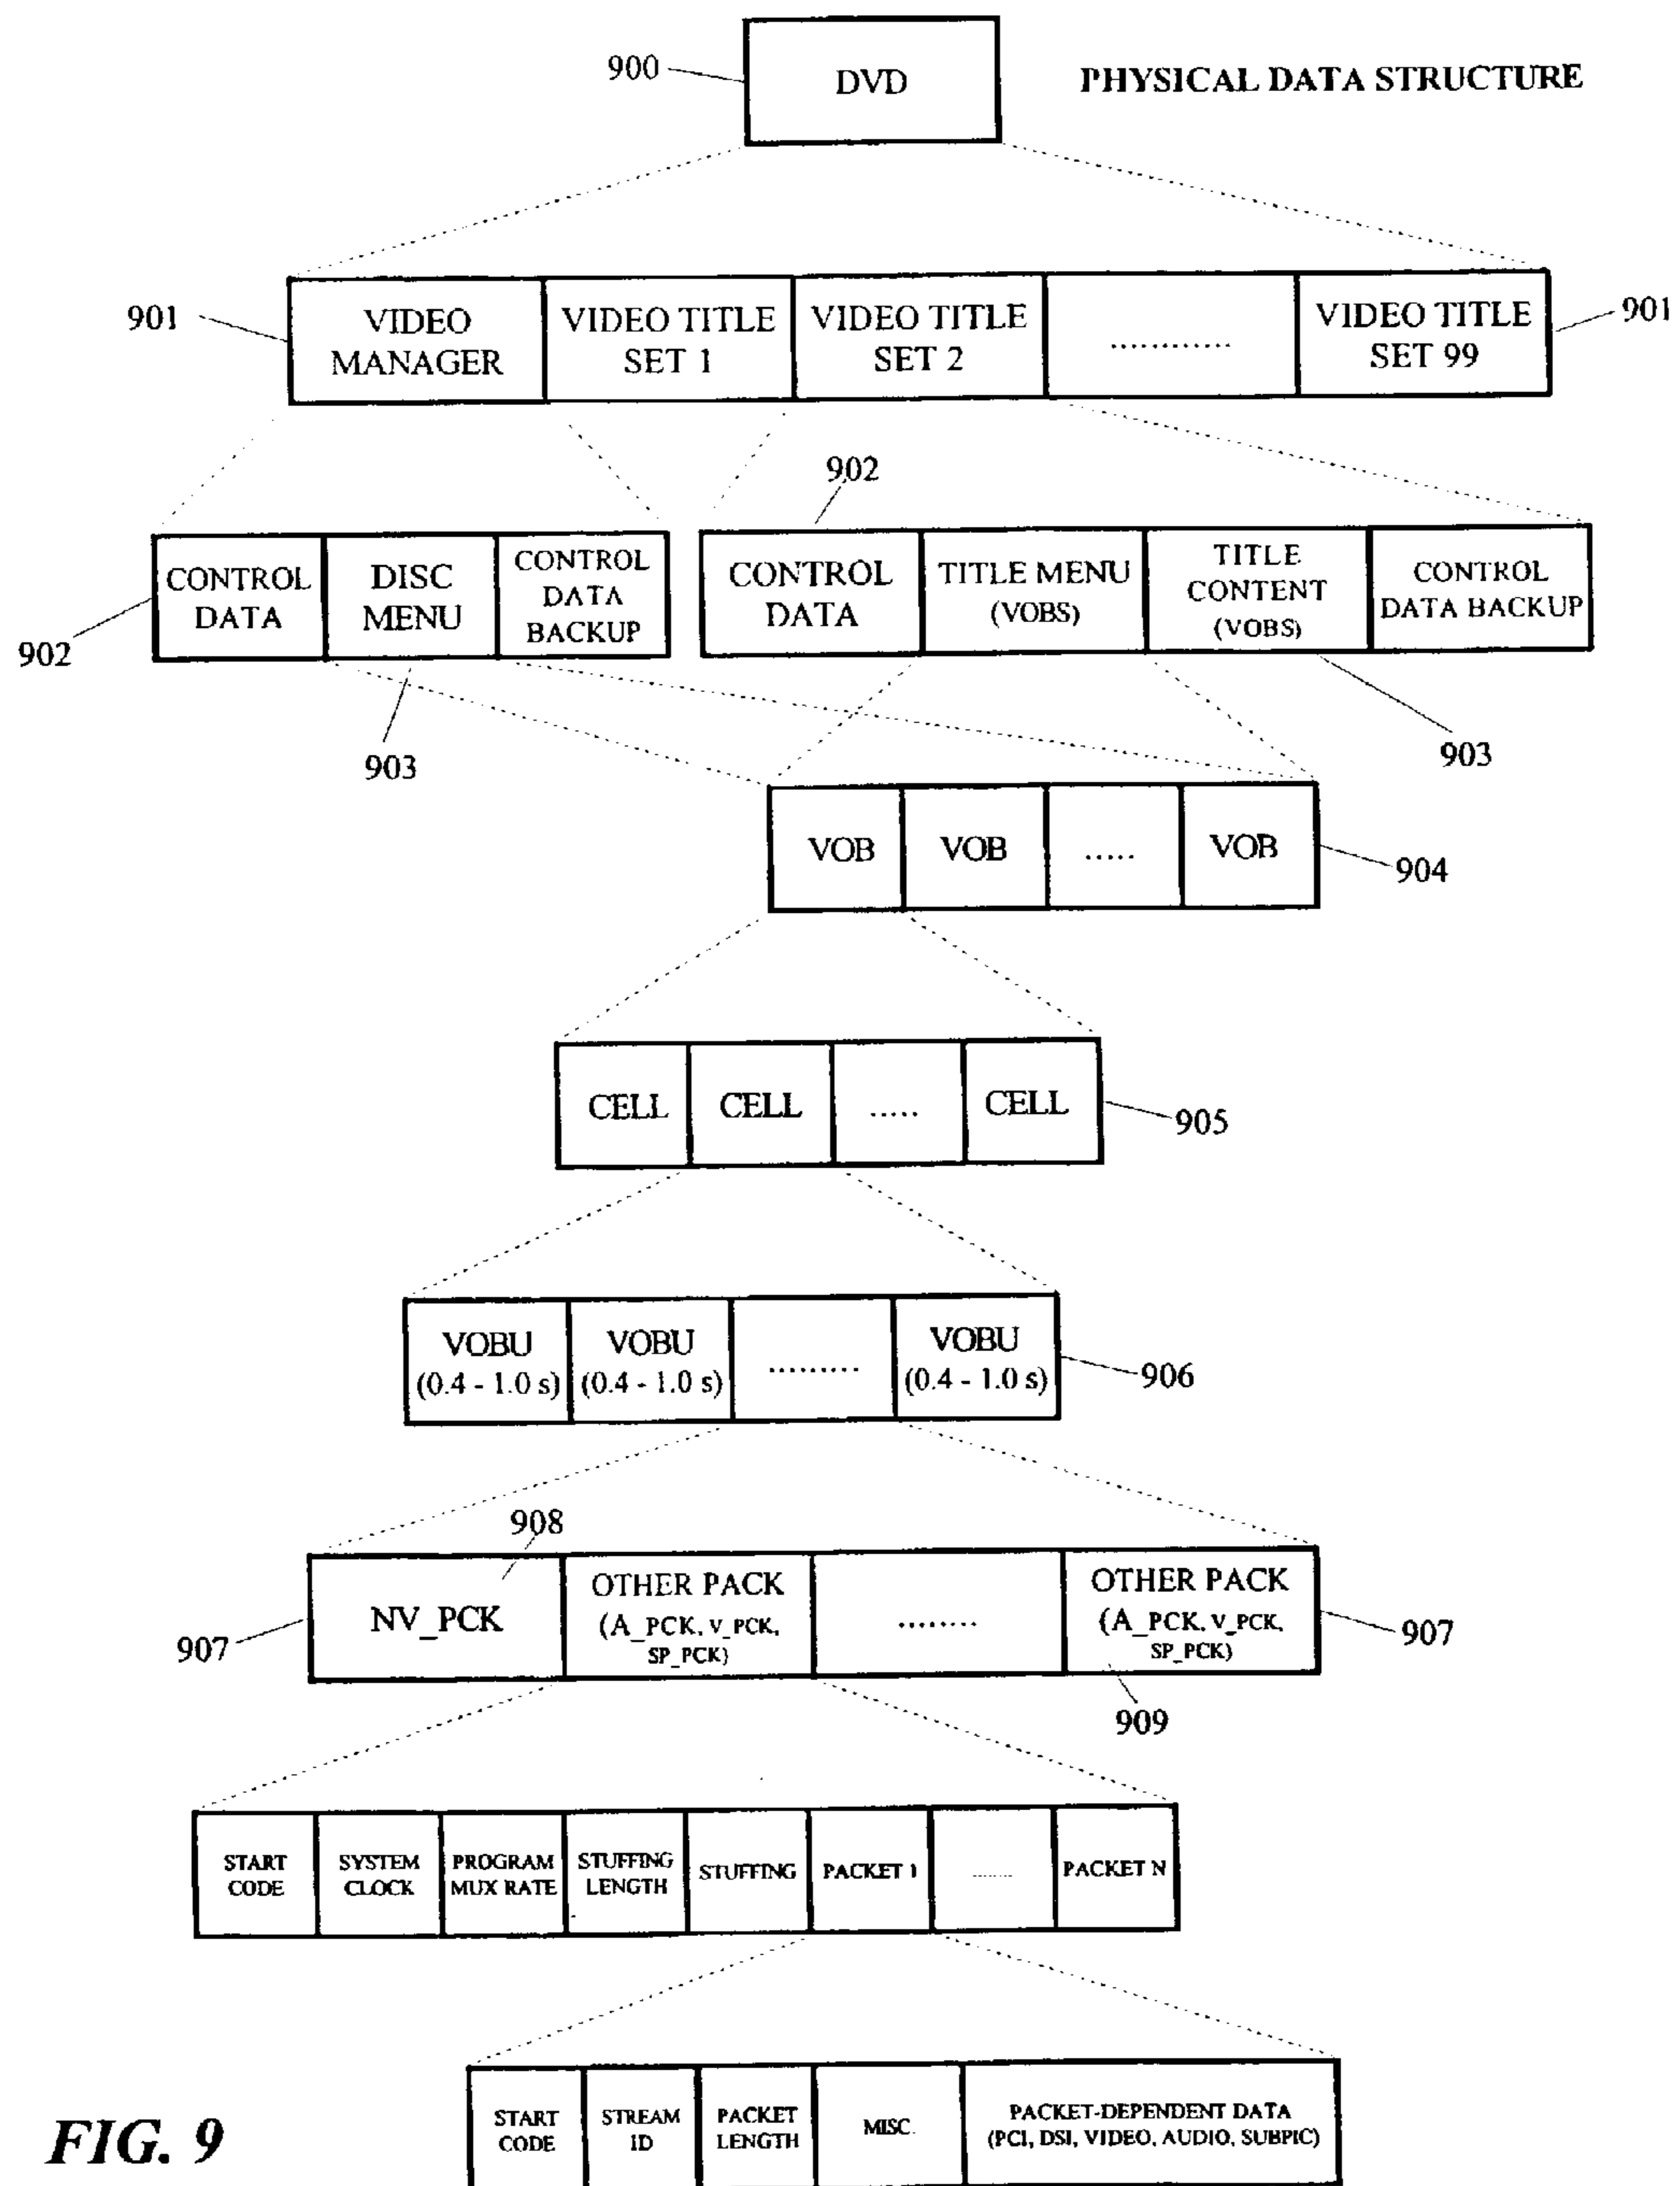 900
DVD
PHYSICAL DATA STRUCTURE
901
VIDEO
MANAGER
VIDEO TITLE
SET 1
VIDEO TITLE
SET 2
............
VIDEO TITLE
SET 99
901
902
CONTROL
DATA
DISC
MENU
CONTROL
DATA
BACKUP
902
CONTROL
DATA
TITLE MENU
(VOBS)
TITLE
CONTENT
(VOBS)
CONTROL
DATA BACKUP
903
903
VOB
VOB
.....
VOB
904
CELL
CELL
.....
CELL
905
VOBU
(0.4 - 1.0 s)
VOBU
(0.4 - 1.0 s)
.........
VOBU
(0.4 - 1.0 s)
906
908
907
NV_PCK
OTHER PACK
(A_PCK, V_PCK,
SP_PCK)
........
OTHER PACK
(A_PCK, V_PCK,
SP_PCK)
907
909
START
CODE
SYSTEM
CLOCK
PROGRAM
MUX RATE
STUFFING
LENGTH
STUFFING
PACKET 1
........
PACKET N
START
CODE
STREAM
ID
PACKET
LENGTH
MISC.
PACKET-DEPENDENT DATA
(PCI, DSI, VIDEO, AUDIO, SUBPIC)
FIG. 9